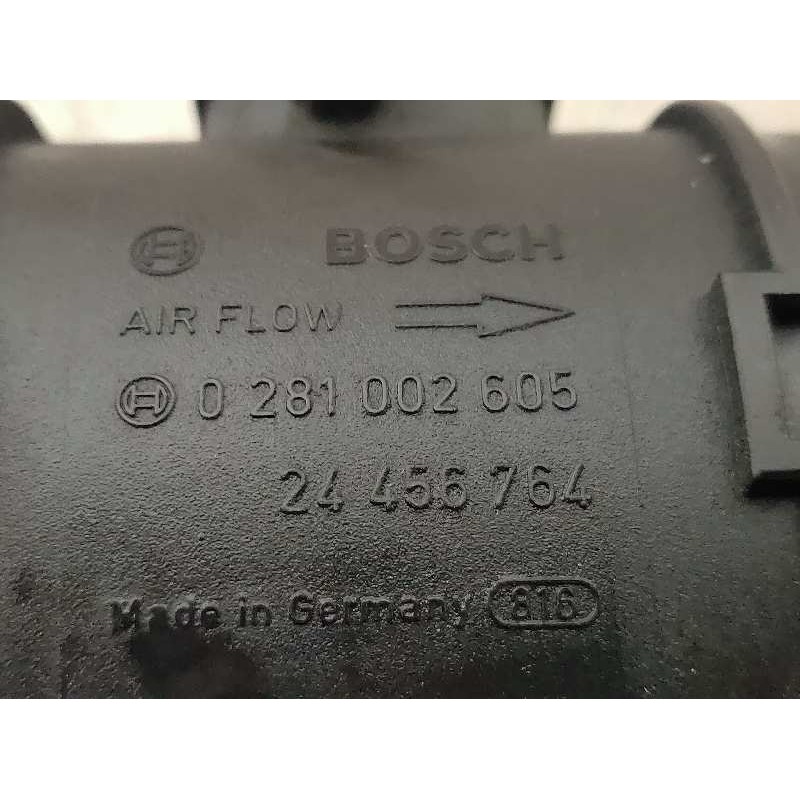 BOSCH
AIR FLOW
0 281 002 605
24 456 764
Made in Germany 816